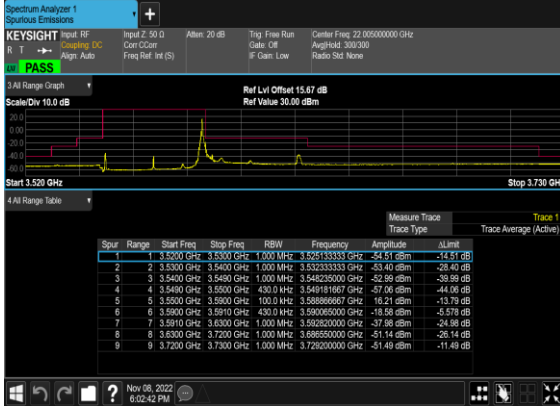 Spectrum Analyzer 1
Spurious Emissions
+
KEYSIGHT
R T
LV PASS
Input: RF
Coupling: DC
Align: Auto
Input Z: 50 Ω
Corr CCorr
Freq Ref: Int (S)
Atten: 20 dB
Trig: Free Run
Gate: Off
IF Gain: Low
Center Freq: 22.005000000 GHz
Avg|Hold: 300/300
Radio Std: None
3 All Range Graph
Scale/Div 10.0 dB
Ref Lvl Offset 15.67 dB
Ref Value 30.00 dBm
20.0
0.00
-20.0
-40.0
-60.0
Start 3.520 GHz
Stop 3.730 GH
4 All Range Table
Measure Trace Trace 1
Trace Type Trace Average (Active)
Spur Range Start Freq Stop Freq RBW Frequency Amplitude ΔLimit
1 1 3.5200 GHz 3.5300 GHz 1.000 MHz 3.525133333 GHz -54.51 dBm -14.51 dB
2 2 3.5300 GHz 3.5400 GHz 1.000 MHz 3.532333333 GHz -53.40 dBm -28.40 dB
3 3 3.5400 GHz 3.5490 GHz 1.000 MHz 3.548235000 GHz -52.99 dBm -39.99 dB
4 4 3.5490 GHz 3.5500 GHz 430.0 kHz 3.549181667 GHz -57.06 dBm -44.06 dB
5 5 3.5500 GHz 3.5900 GHz 100.0 kHz 3.588866667 GHz 16.21 dBm -13.79 dB
6 6 3.5900 GHz 3.5910 GHz 430.0 kHz 3.590065000 GHz -18.58 dBm -5.578 dB
7 7 3.5910 GHz 3.6300 GHz 1.000 MHz 3.592820000 GHz -37.98 dBm -24.98 dB
8 8 3.6300 GHz 3.7200 GHz 1.000 MHz 3.686550000 GHz -51.14 dBm -26.14 dB
9 9 3.7200 GHz 3.7300 GHz 1.000 MHz 3.729200000 GHz -51.49 dBm -11.49 dB
?
Nov 08, 2022
6:02:42 PM